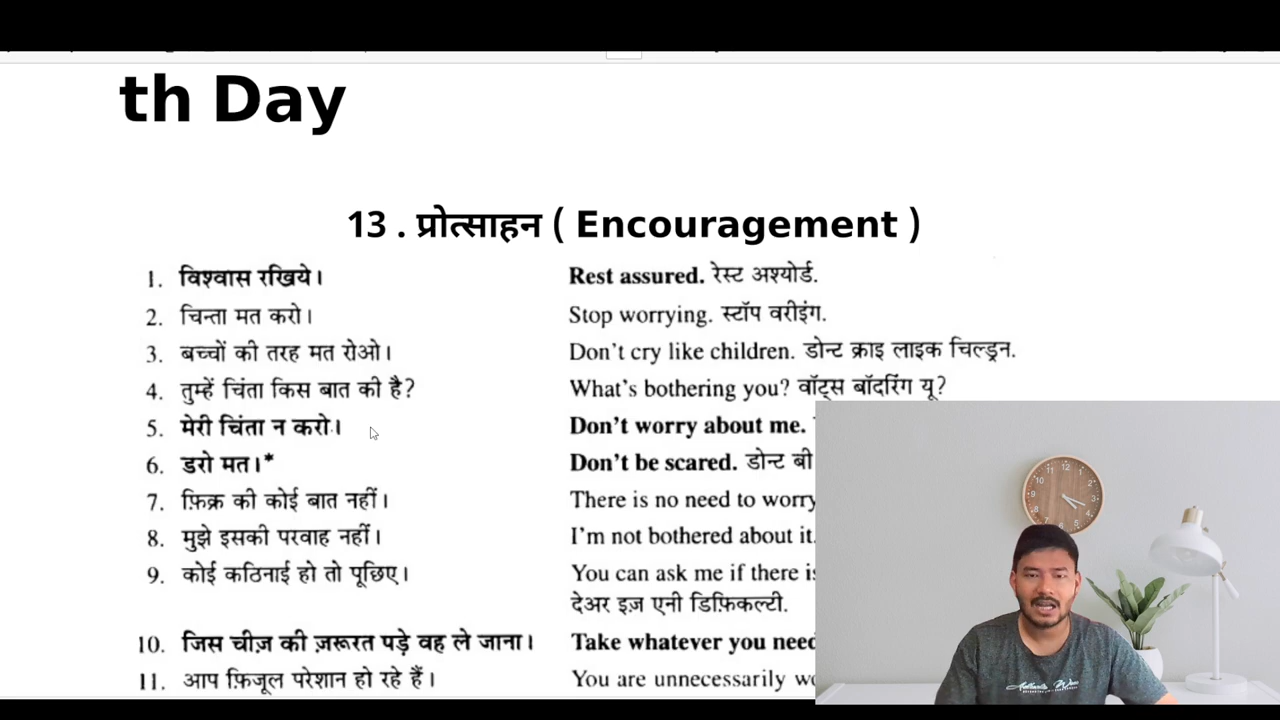 th Day
13 . प्रोत्साहन ( Encouragement )
1. विश्वास रखिये। Rest assured. रेस्ट अश्योर्ड.
2. चिन्ता मत करो। Stop worrying. स्टॉप वरीइंग.
3. बच्चों की तरह मत रोओ। Don't cry like children. डोन्ट क्राइ लाइक चिल्ड्रन.
4. तुम्हें चिंता किस बात की है? What's bothering you? वॉट्स बॉदरिंग यू?
5. मेरी चिंता न करो। Don't worry about me.
6. डरो मत।* Don't be scared. डोन्ट बी
7. फ़िक्र की कोई बात नहीं। There is no need to worry
8. मुझे इसकी परवाह नहीं। I'm not bothered about it.
9. कोई कठिनाई हो तो पूछिए। You can ask me if there
देअर इज़ एनी डिफ़िकल्टी.
10. जिस चीज़ की ज़रूरत पड़े वह ले जाना। Take whatever you need
11. आप फ़िजूल परेशान हो रहे हैं। You are unnecessarily